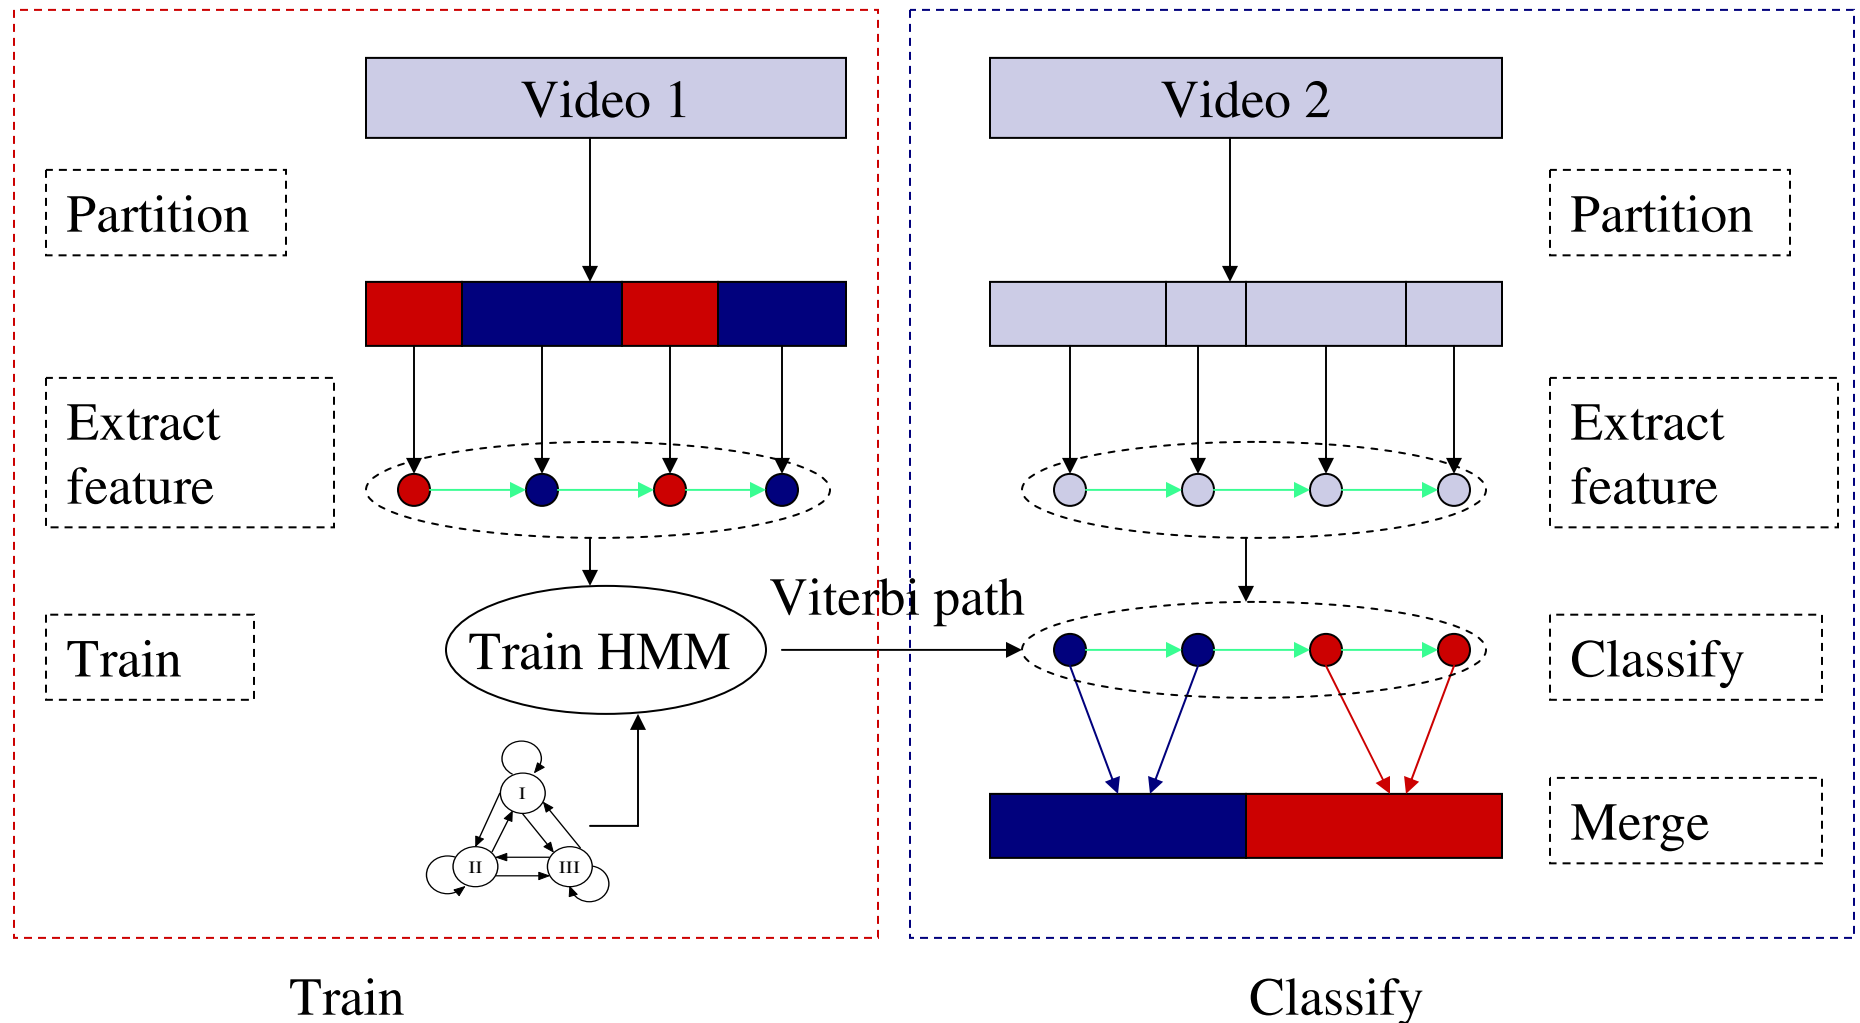 Video 1
Partition
Extract
feature
Train
Train HMM
I
II
III
Train
Viterbi path
Video 2
Partition
Extract
feature
Classify
Merge
Classify